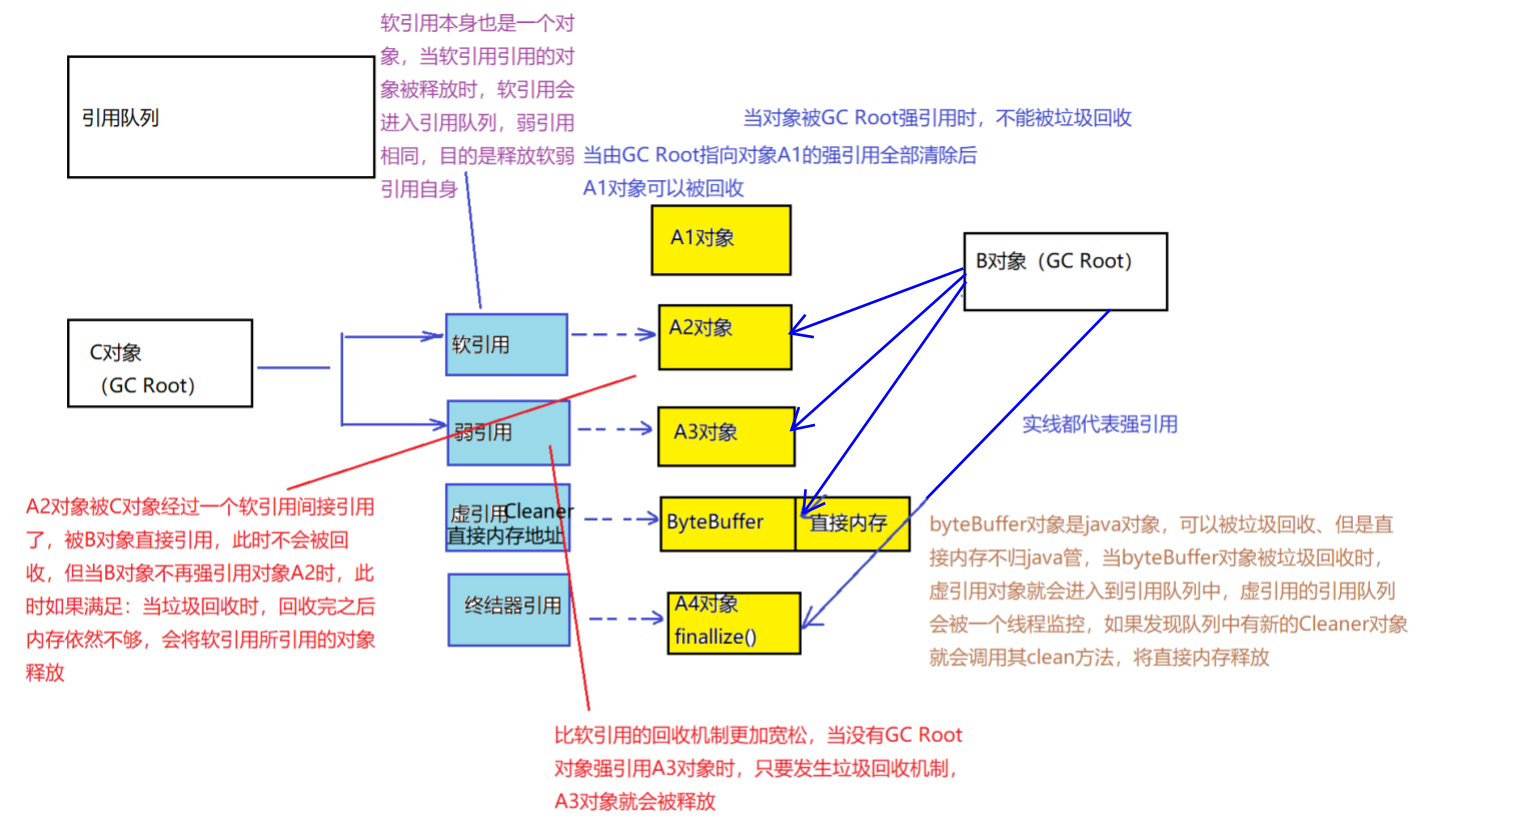 软引用本身也是一个对
象，当软引用引用的对
象被释放时，软引用会
进入引用队列，弱引用
相同，目的是释放软弱
引用自身
引用队列
当对象被GC Root强引用时，不能被垃圾回收
当由GC Root指向对象A1的强引用全部清除后
A1对象可以被回收
A1对象
B对象（GC Root）
C对象
（GC Root）
软引用
A2对象
弱引用
A3对象
实线都代表强引用
虚引用Cleaner
直接内存地址
ByteBuffer
直接内存
终结器引用
A4对象
finallize()
A2对象被C对象经过一个软引用间接引用
了，被B对象直接引用，此时不会被回
收，但当B对象不再强引用对象A2时，此
时如果满足：当垃圾回收时，回收完之后
内存依然不够，会将软引用所引用的对象
释放
byteBuffer对象是java对象，可以被垃圾回收、但是直
接内存不归java管，当byteBuffer对象被垃圾回收时，
虚引用对象就会进入到引用队列中，虚引用的引用队列
会被一个线程监控，如果发现队列中有新的Cleaner对象
就会调用其clean方法，将直接内存释放
比软引用的回收机制更加宽松，当没有GC Root
对象强引用A3对象时，只要发生垃圾回收机制，
A3对象就会被释放